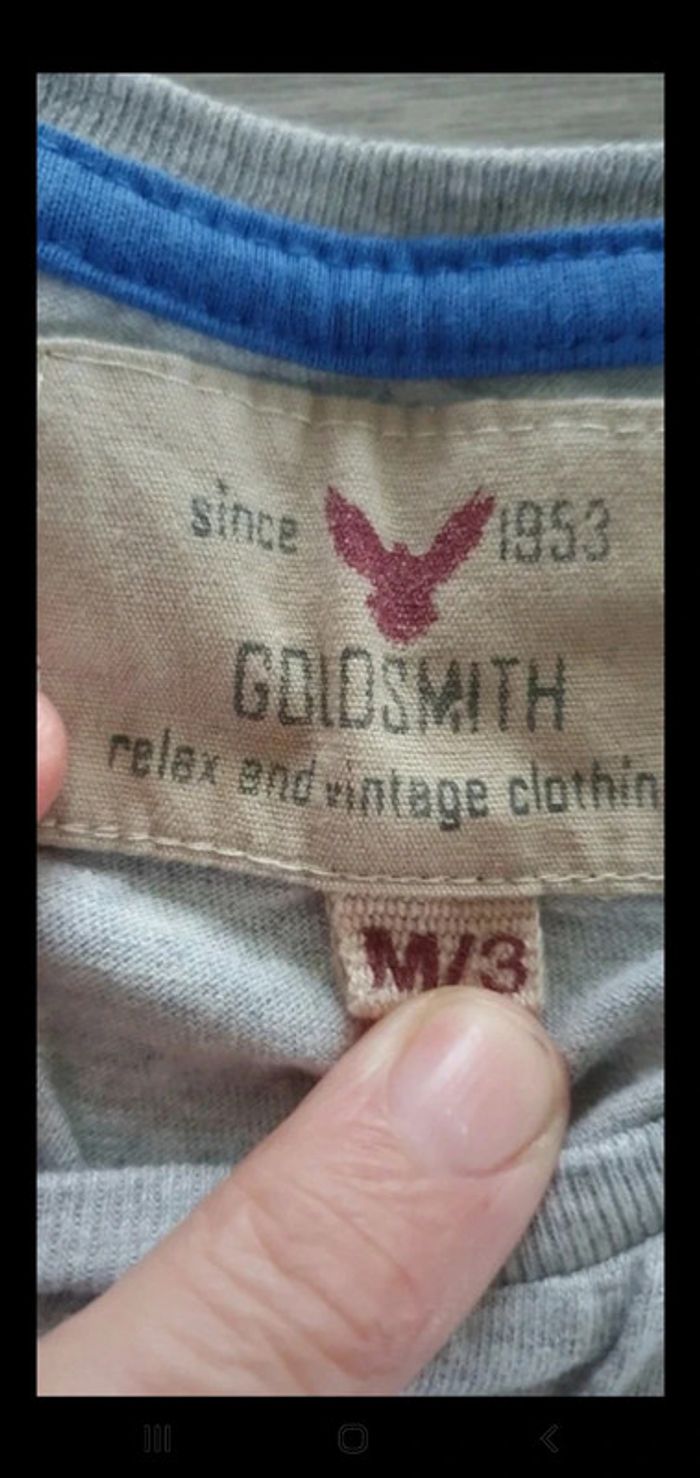 since 1953
GOLDSMITH
relax and vintage clothin
M/3